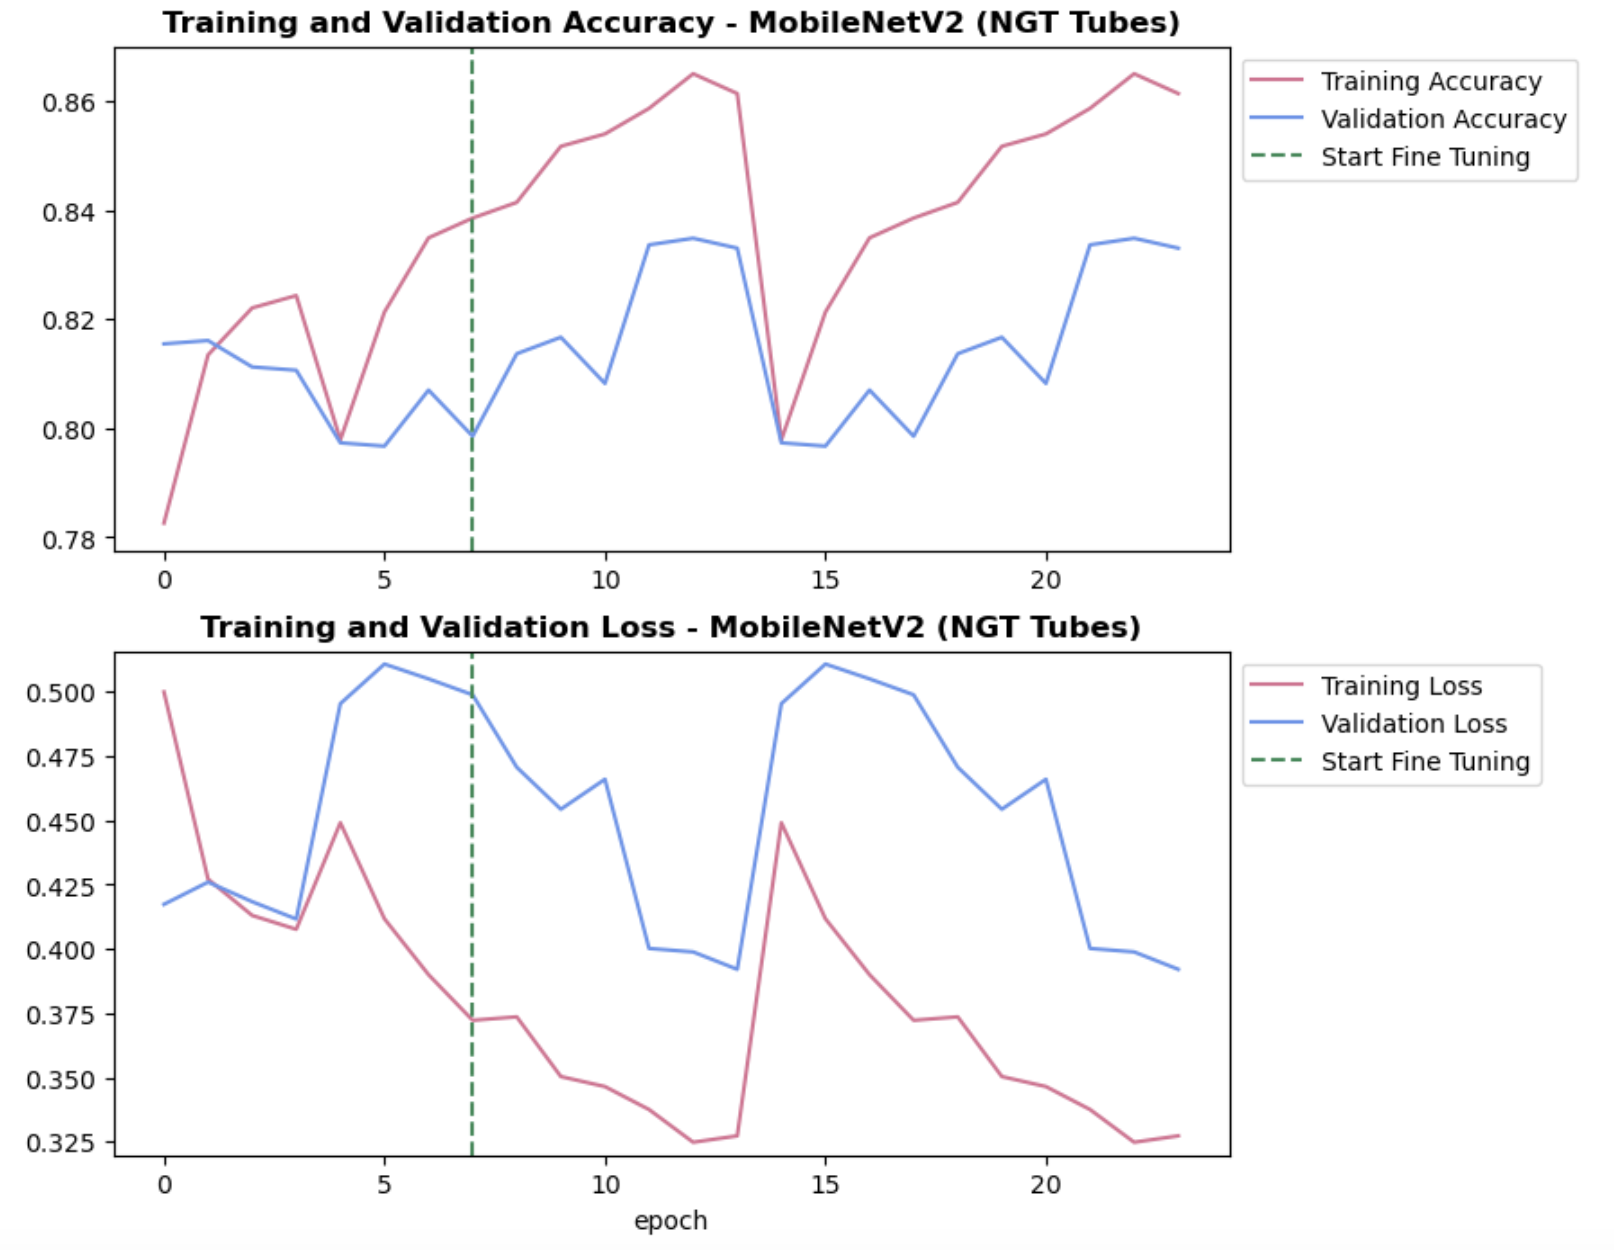 Training and Validation Accuracy - MobileNetV2 (NGT Tubes)
0.86
0.84
0.82
0.80
0.78
0 5 10 15 20
Training Accuracy
Validation Accuracy
Start Fine Tuning
Training and Validation Loss - MobileNetV2 (NGT Tubes)
0.500
0.475
0.450
0.425
0.400
0.375
0.350
0.325
0 5 10 15 20
epoch
Training Loss
Validation Loss
Start Fine Tuning